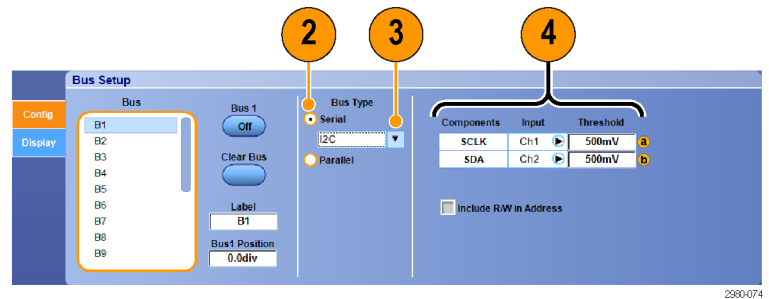 2 3 4
Bus Setup
Config
Display
Bus
B1
B2
B3
B4
B5
B6
B7
B8
B9
Bus 1
Off
Clear Bus
Label
B1
Bus1 Position
0.0div
Bus Type
Serial
I2C
Parallel
Components Input Threshold
SCLK Ch1 500mV a
SDA Ch2 500mV b
Include R/W in Address
2980-074